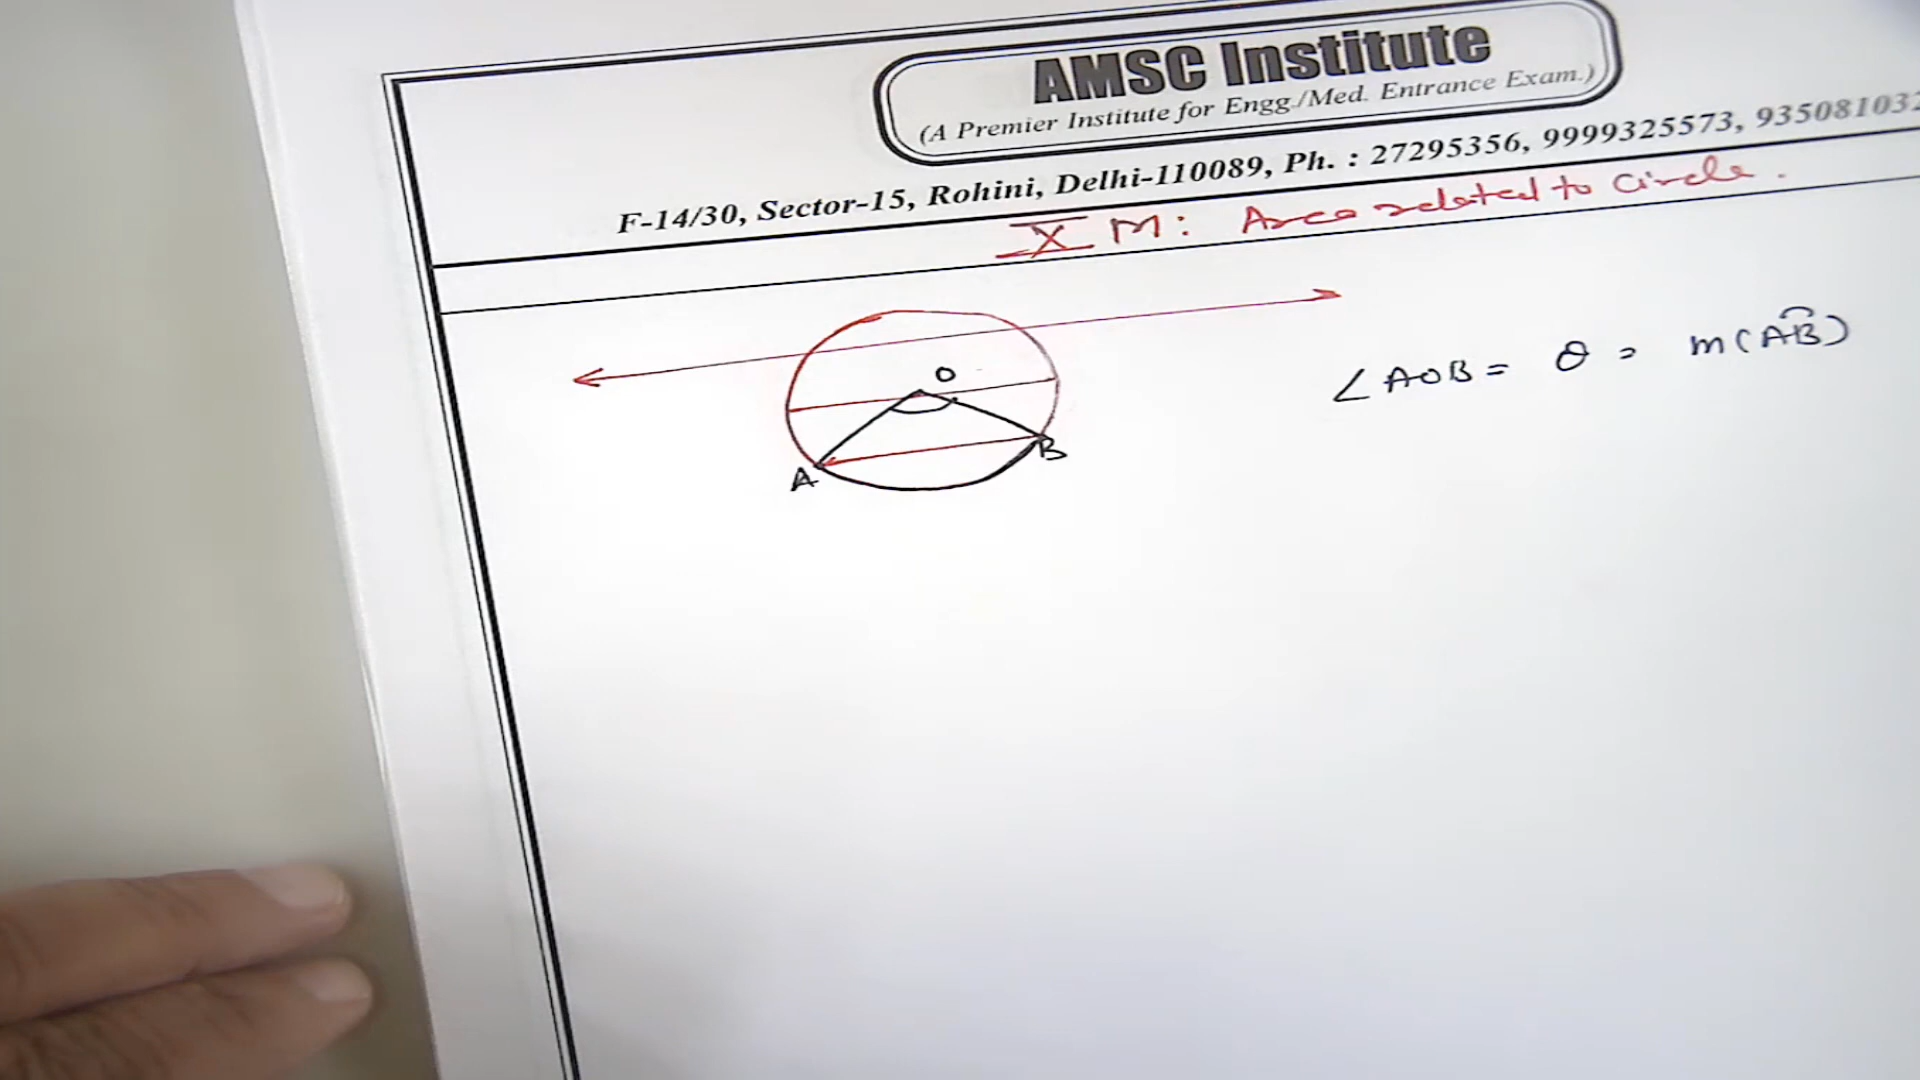 AMSC Institute
(A Premier Institute for Engg./Med. Entrance Exam.)
F-14/30, Sector-15, Rohini, Delhi-110089, Ph. : 27295356, 9999325573, 935081032
X M: Area related to Circle.
O
A
B
∠AOB = θ = m(A͡B)